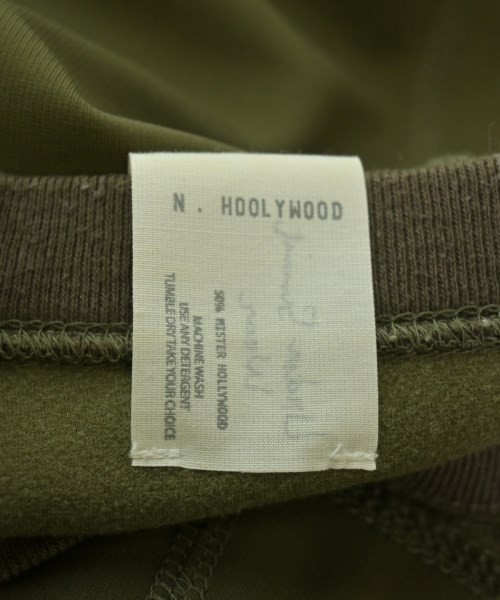 N. HOOLYWOOD
50% MISTER HOLLYWOOD
MACHINE WASH
USE ANY DETERGENT
TUMBLE DRY TAKE YOUR CHOICE